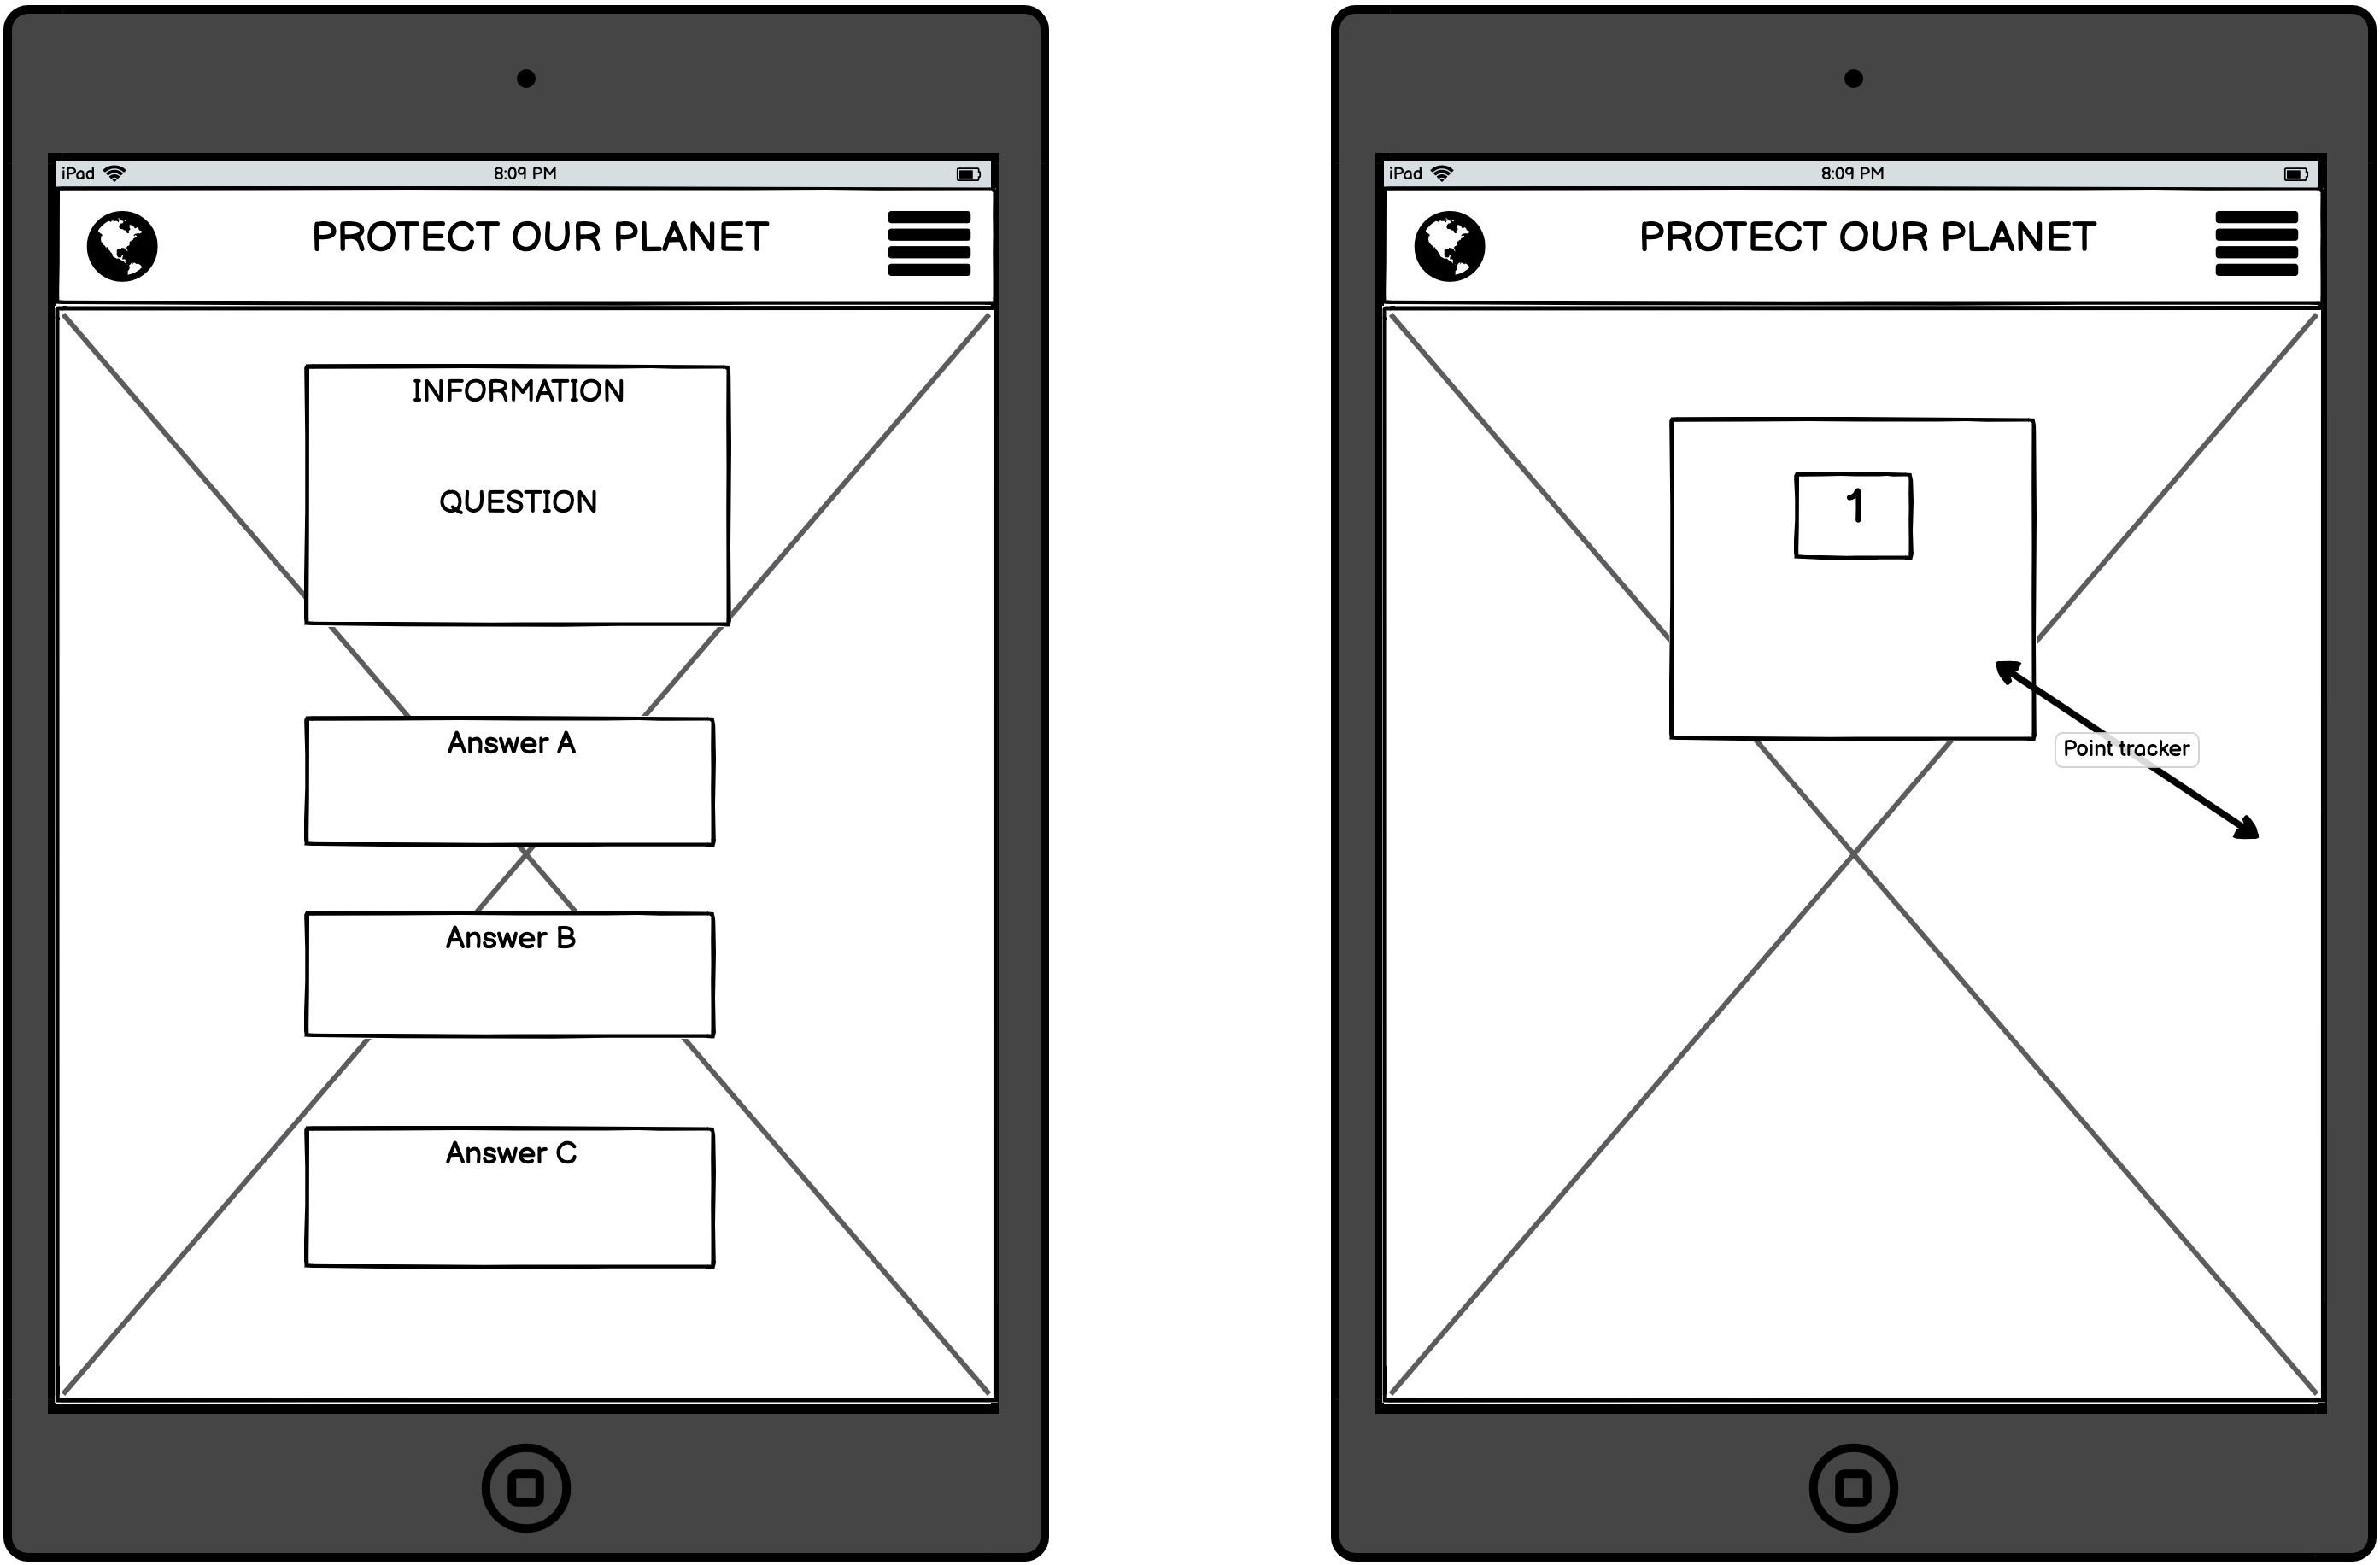 iPad 8:09 PM
PROTECT OUR PLANET
INFORMATION
QUESTION
Answer A
Answer B
Answer C
iPad 8:09 PM
PROTECT OUR PLANET
1
Point tracker